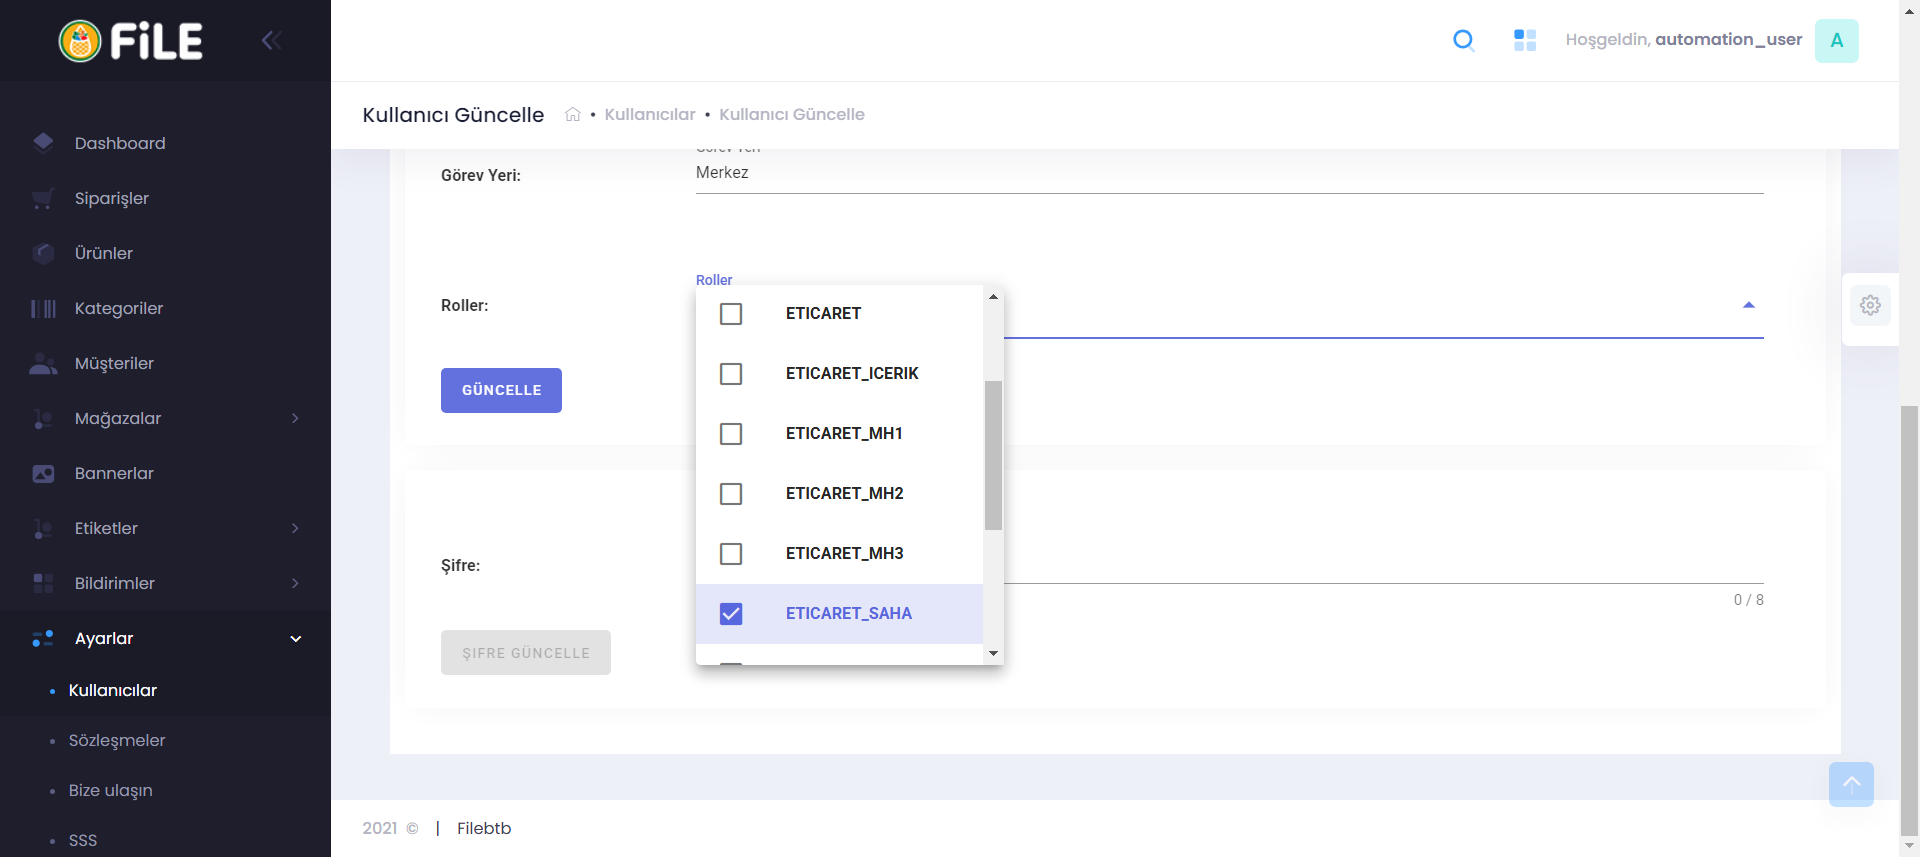 FiLE
Hoşgeldin, automation_user
A
Kullanıcı Güncelle • Kullanıcılar • Kullanıcı Güncelle
Dashboard
Siparişler
Ürünler
Kategoriler
Müşteriler
Mağazalar
Bannerlar
Etiketler
Bildirimler
Ayarlar
• Kullanıcılar
• Sözleşmeler
• Bize ulaşın
• SSS
Görev Yeri
Görev Yeri:
Merkez
Roller
Roller:
ETICARET
ETICARET_ICERIK
ETICARET_MH1
ETICARET_MH2
ETICARET_MH3
ETICARET_SAHA
GÜNCELLE
Şifre:
0 / 8
ŞIFRE GÜNCELLE
2021 © | Filebtb